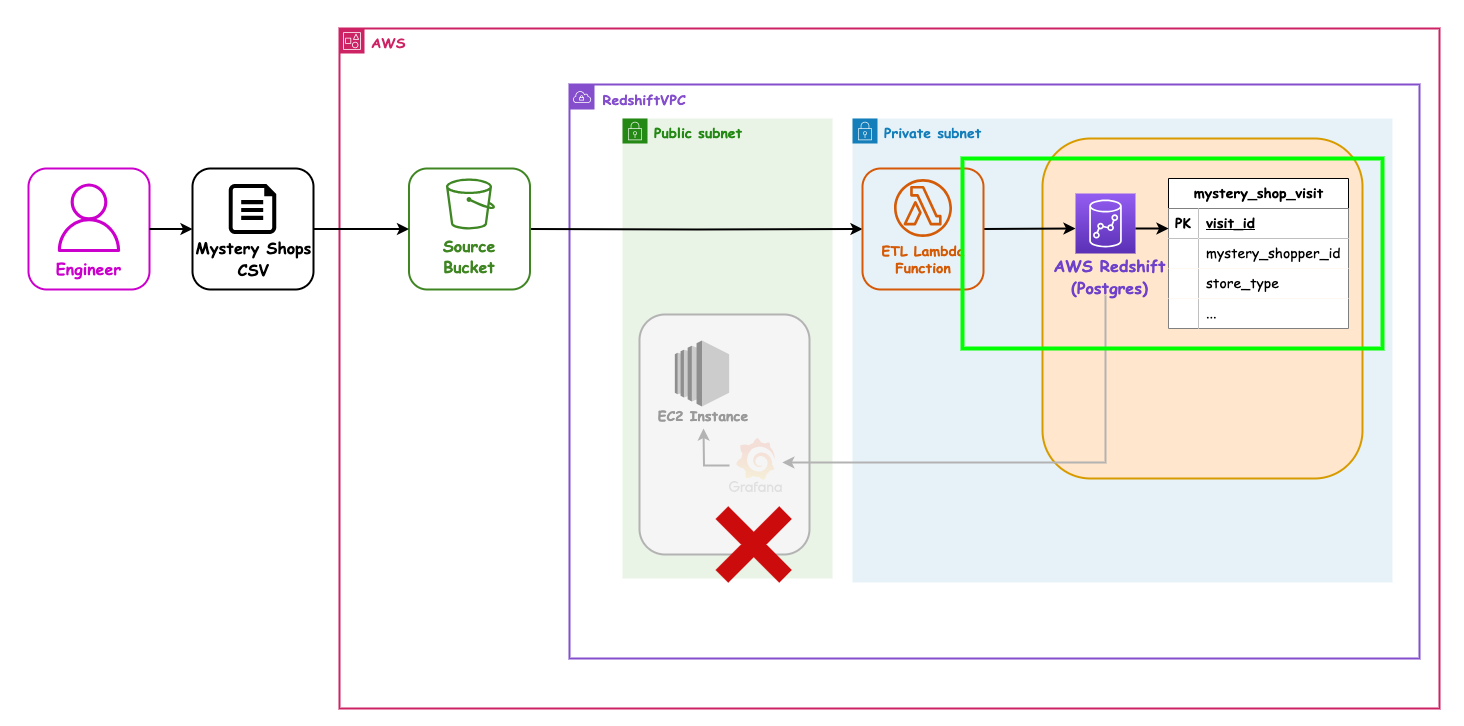 AWS
RedshiftVPC
Public subnet
Private subnet
Engineer
Mystery Shops
CSV
Source
Bucket
ETL Lambda
Function
AWS Redshift
(Postgres)
mystery_shop_visit
PK visit_id
mystery_shopper_id
store_type
...
EC2 Instance
Grafana